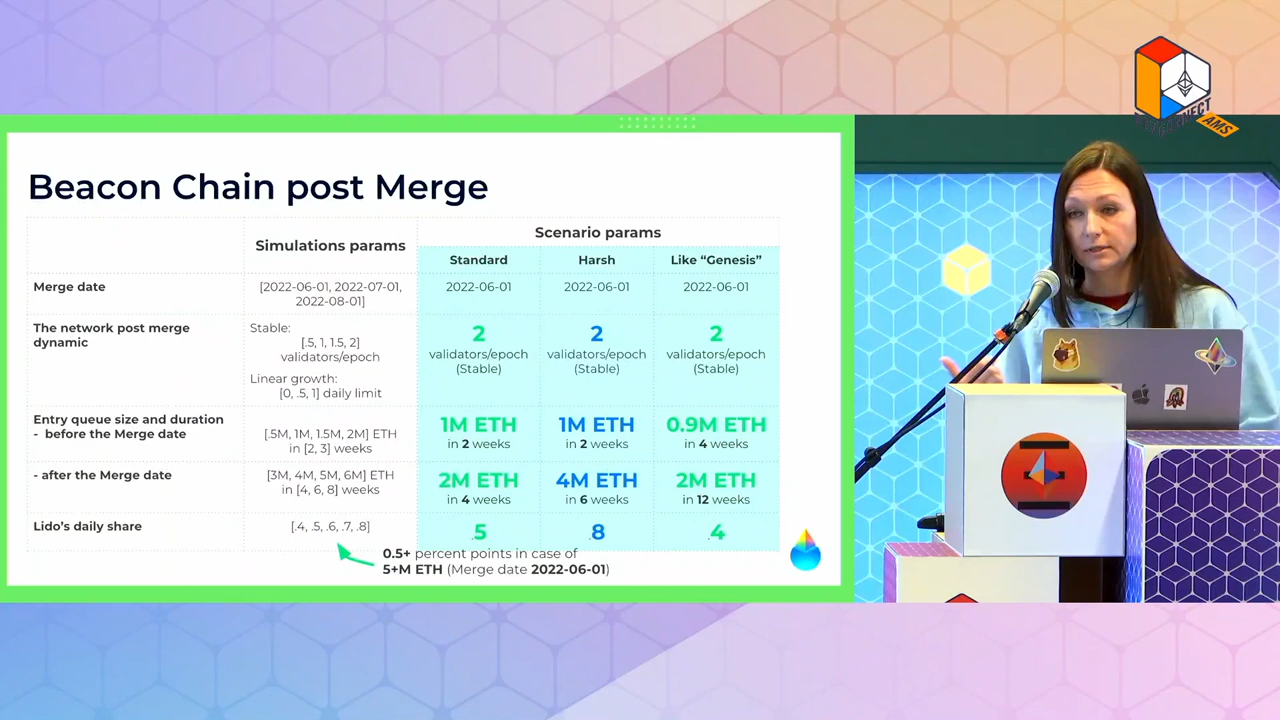 CONNECT
AMS
Beacon Chain post Merge
Simulations params
Scenario params
Standard
Harsh
Like “Genesis”
Merge date
[2022-06-01, 2022-07-01,
2022-08-01]
2022-06-01
2022-06-01
2022-06-01
The network post merge
dynamic
Stable:
[.5, 1, 1.5, 2]
validators/epoch
Linear growth:
[0, .5, 1] daily limit
2
validators/epoch
(Stable)
2
validators/epoch
(Stable)
2
validators/epoch
(Stable)
Entry queue size and duration
- before the Merge date
[.5M, 1M, 1.5M, 2M] ETH
in [2, 3] weeks
1M ETH
in 2 weeks
1M ETH
in 2 weeks
0.9M ETH
in 4 weeks
- after the Merge date
[3M, 4M, 5M, 6M] ETH
in [4, 6, 8] weeks
2M ETH
in 4 weeks
4M ETH
in 6 weeks
2M ETH
in 12 weeks
Lido’s daily share
[.4, .5, .6, .7, .8]
.5
.8
.4
0.5+ percent points in case of
5+M ETH (Merge date 2022-06-01)